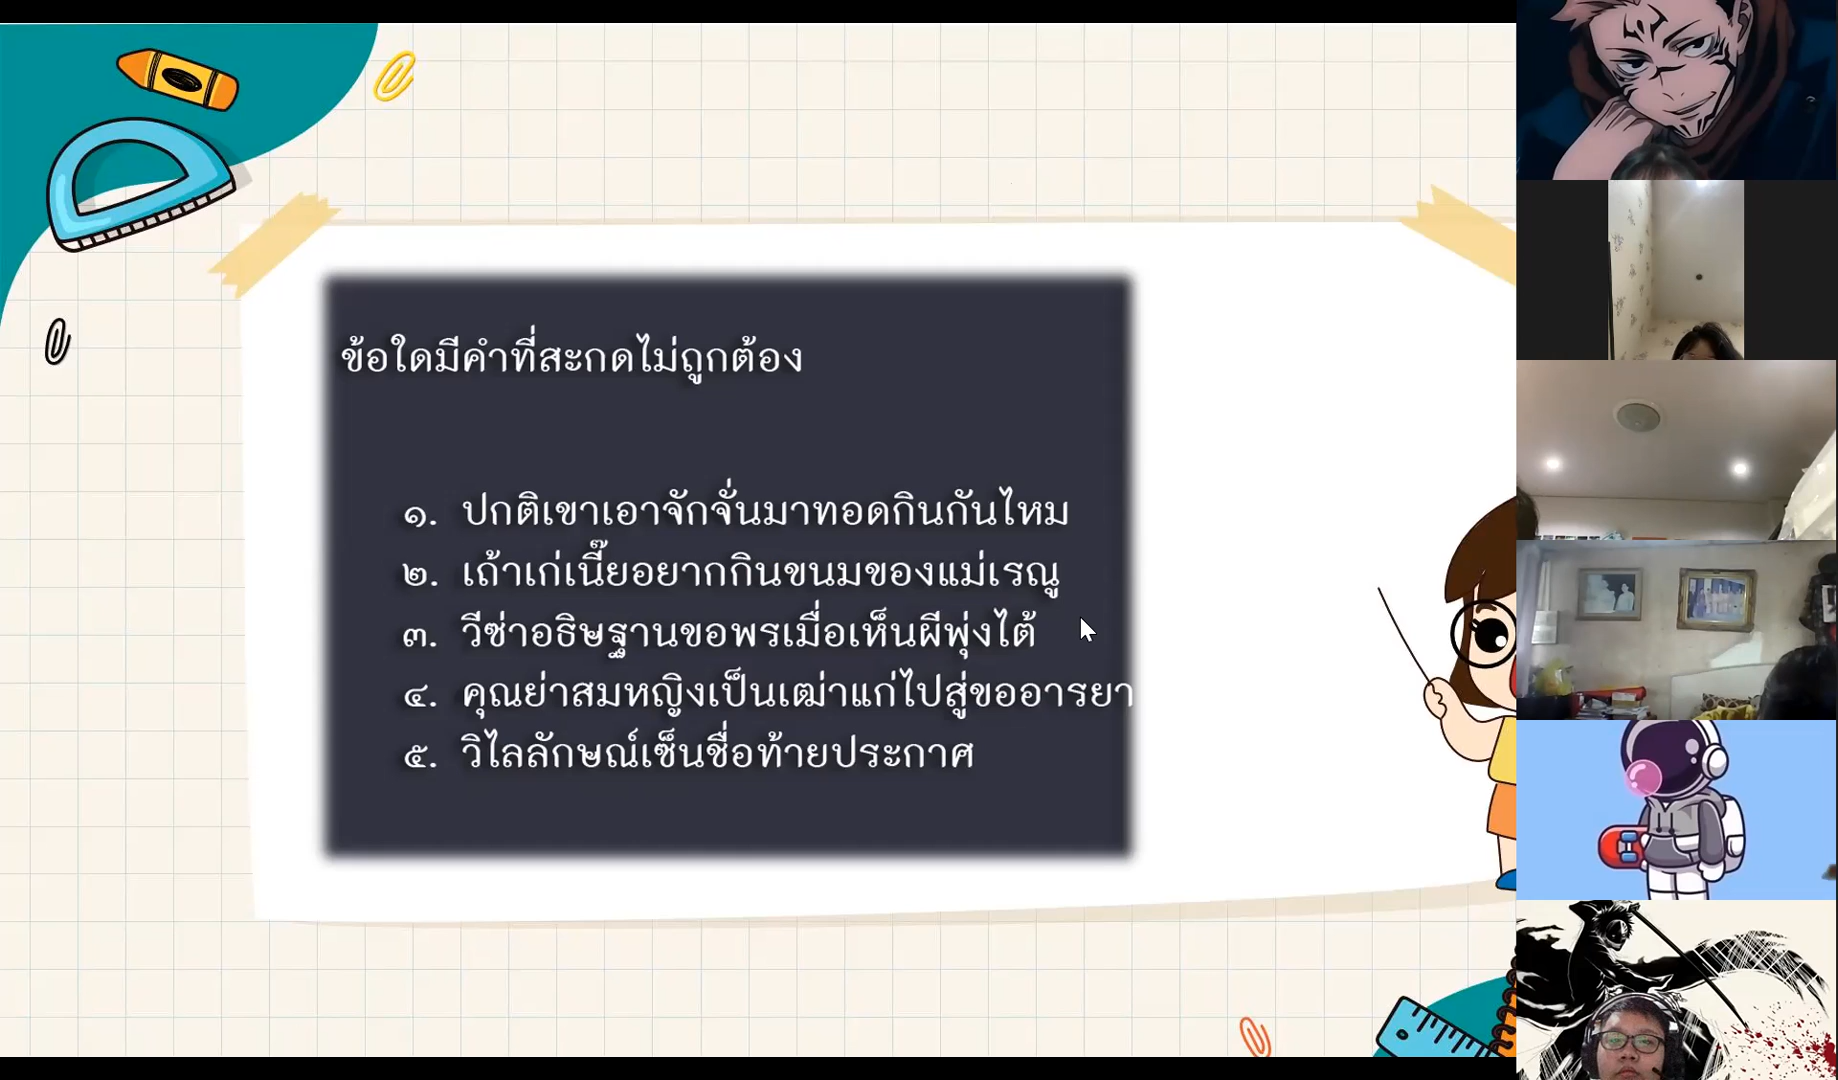 ข้อใดมีคำที่สะกดไม่ถูกต้อง
๑. ปกติเขาเอาจักจั่นมาทอดกินกันไหม
๒. เถ้าเก่เนี๊ยอยากกินขนมของแม่เรณู
๓. วีซ่าอธิษฐานขอพรเมื่อเห็นผีพุ่งไต้
๔. คุณย่าสมหญิงเป็นเฒ่าแก่ไปสู่ขออารยา
๕. วิไลลักษณ์เซ็นชื่อท้ายประกาศ